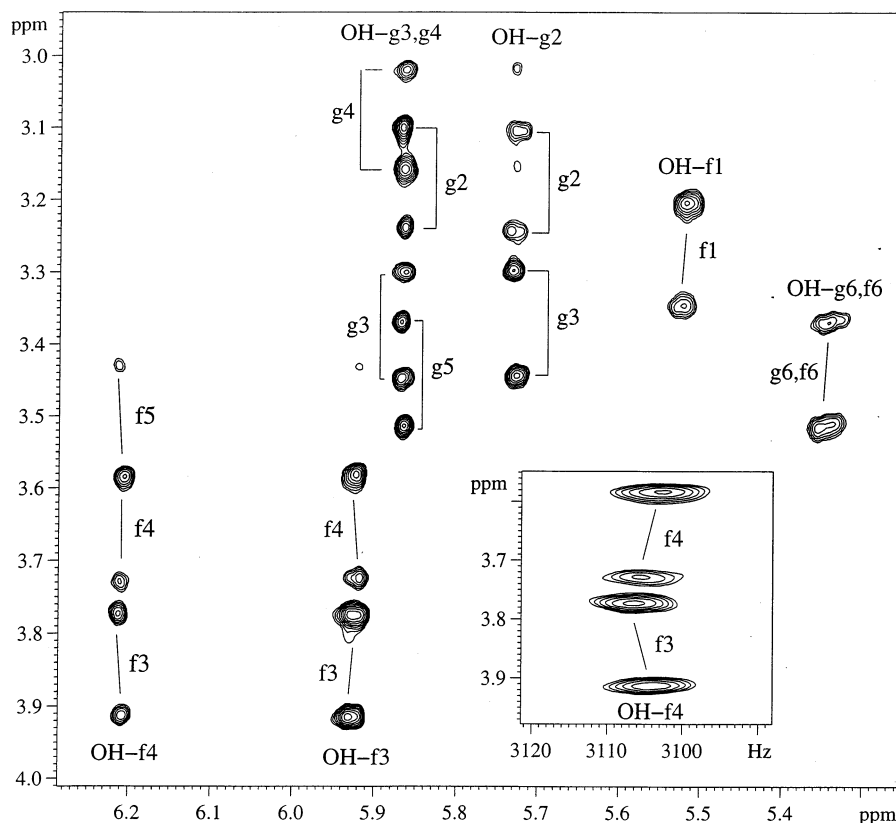 ppm
OH-g3,g4
OH-g2
3.0
g4
3.1
g2
g2
OH-f1
3.2
f1
3.3
OH-g6,f6
g3
g3
g5
3.4
g6,f6
f5
3.5
ppm
3.6
f4
f4
f4
3.7
3.7
3.8
3.8
f3
f3
f3
3.9
3.9
OH-f4
OH-f4
OH-f3
3120
3110
3100
Hz
4.0
6.2
6.1
6.0
5.9
5.8
5.7
5.6
5.5
5.4
ppm